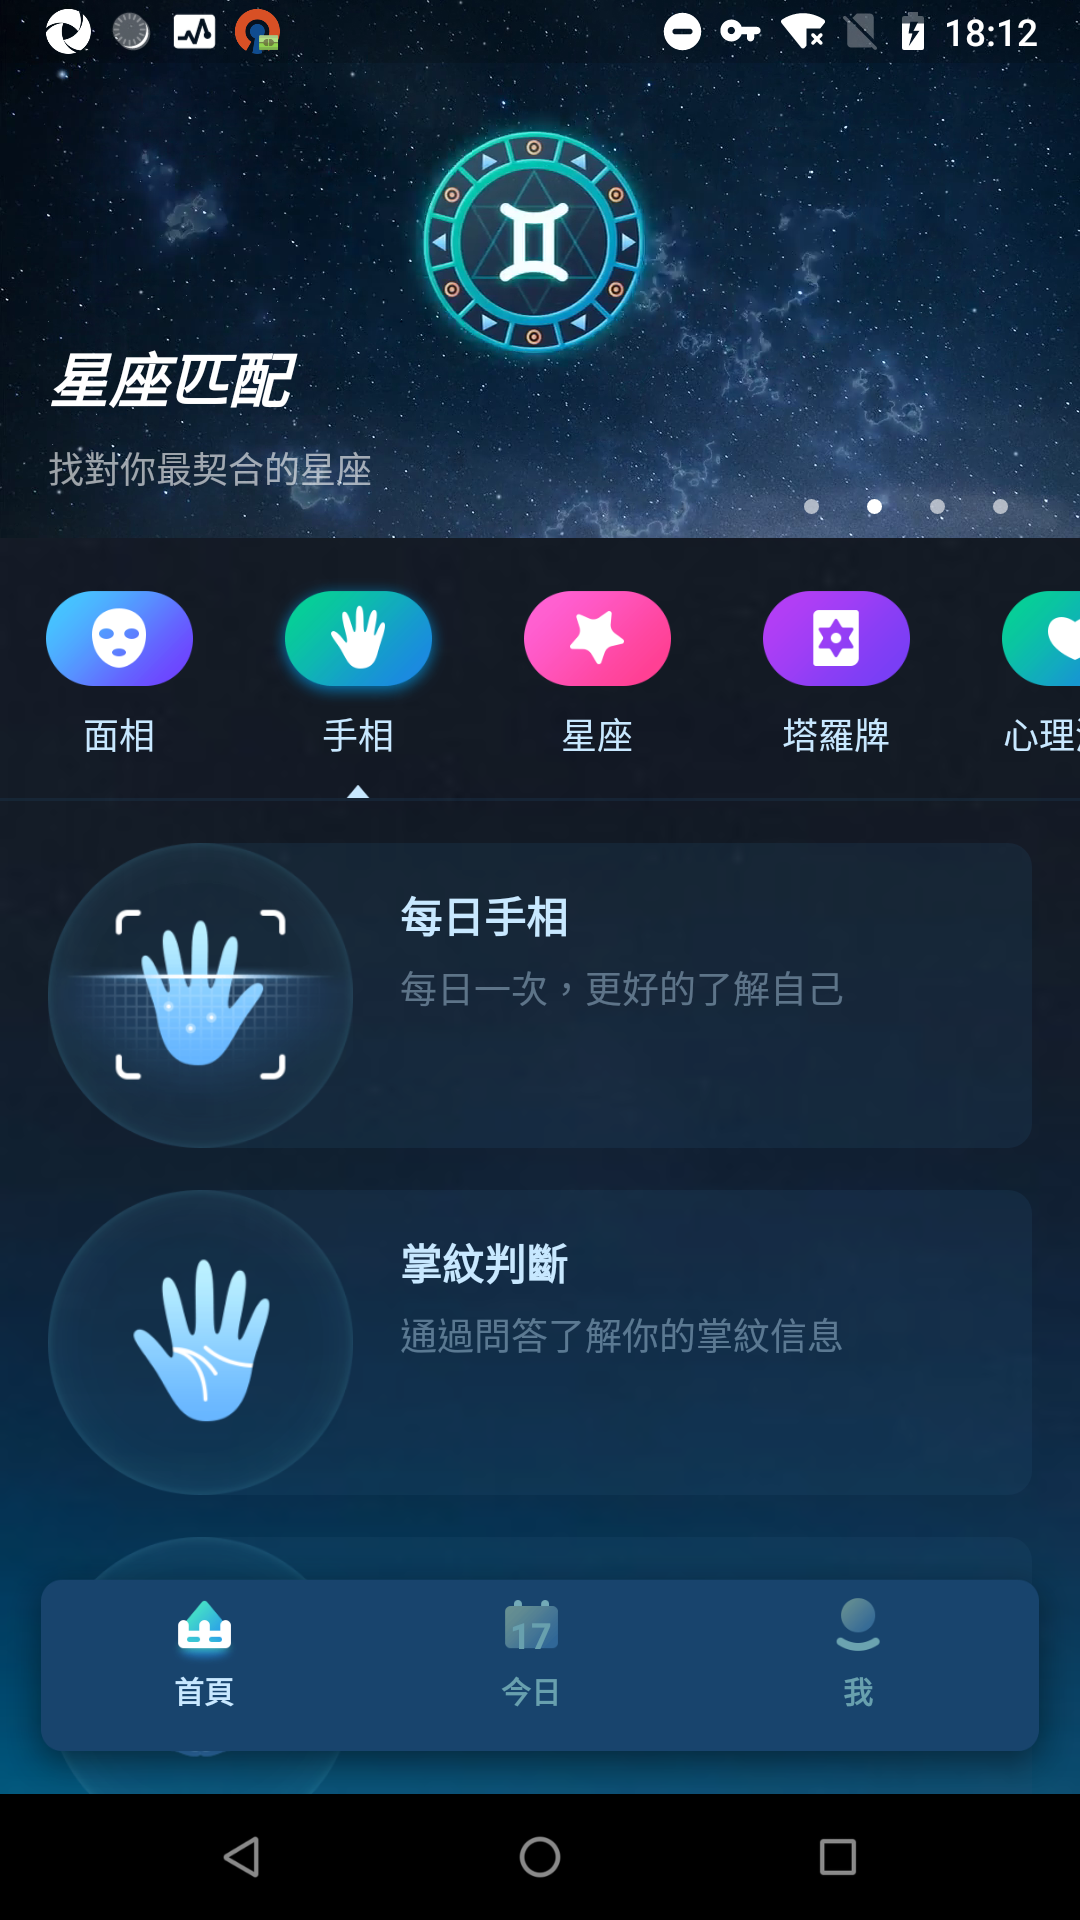 18:12
星座匹配
找對你最契合的星座
面相
手相
星座
塔羅牌
心理
每日手相
每日一次，更好的了解自己
掌紋判斷
通過問答了解你的掌紋信息
首頁
17
今日
我